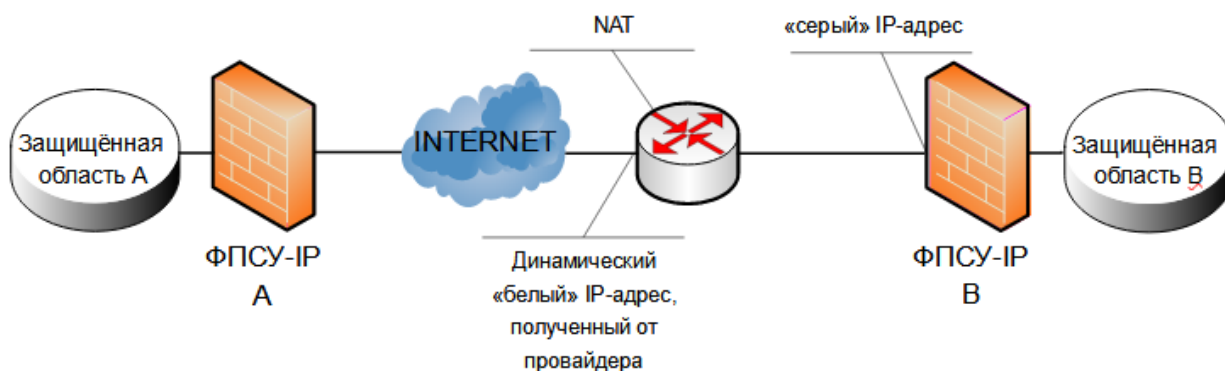 NAT
«серый» IP-адрес
Защищённая
область А
INTERNET
Защищённая
область В
ФПСУ-IP
А
Динамический
«белый» IP-адрес,
полученный от
провайдера
ФПСУ-IP
В